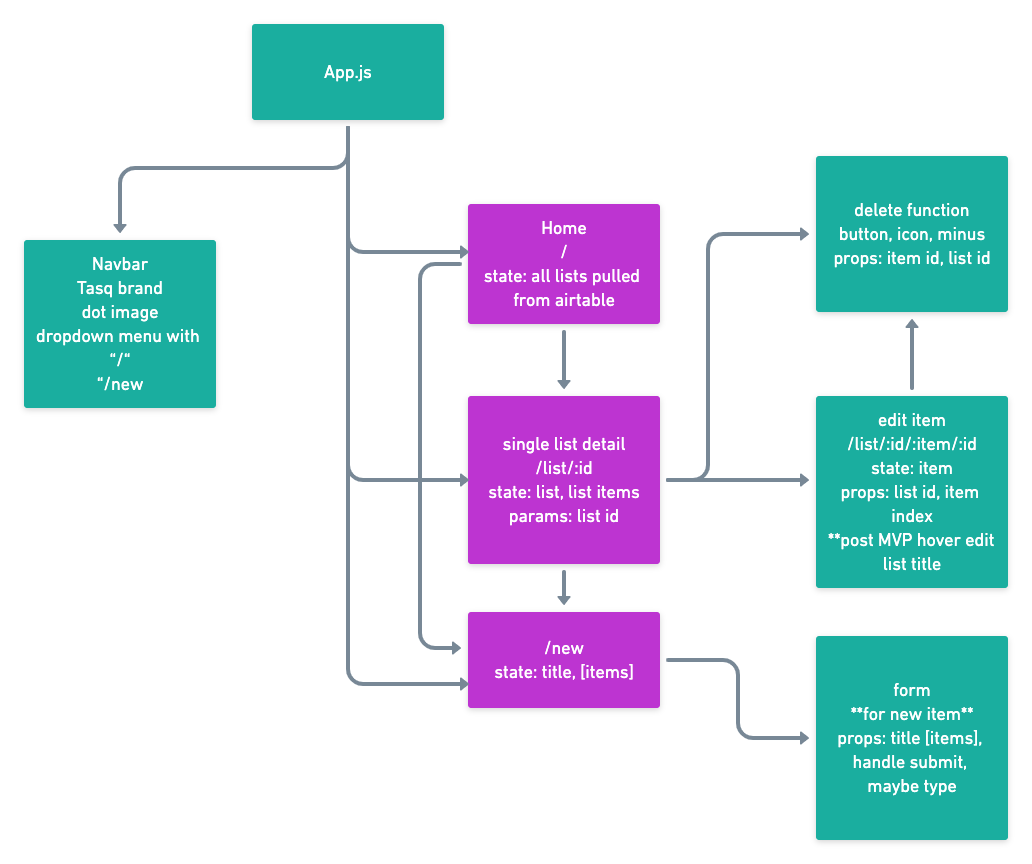 App.js
Navbar
Tasq brand
dot image
dropdown menu with
“/“
“/new
Home
/
state: all lists pulled
from airtable
single list detail
/list/:id
state: list, list items
params: list id
/new
state: title, [items]
delete function
button, icon, minus
props: item id, list id
edit item
/list/:id/:item/:id
state: item
props: list id, item
index
**post MVP hover edit
list title
form
**for new item**
props: title [items],
handle submit,
maybe type